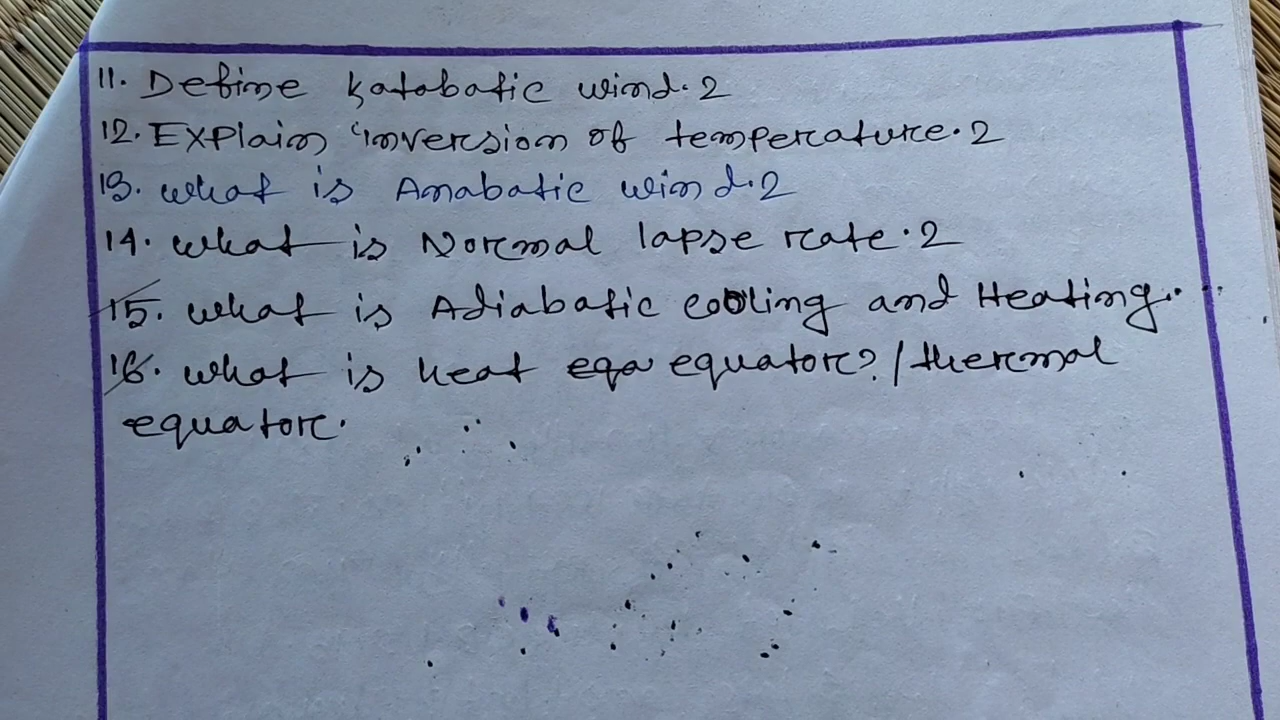 11. Define katabatic wind. 2
12. Explain 'inversion of temperature. 2
13. what is Anabatic wind. 2
14. what is Normal lapse rate. 2
15. what is Adiabatic cooling and Heating.
16. what is heat eqa equator? / thermal
equator.